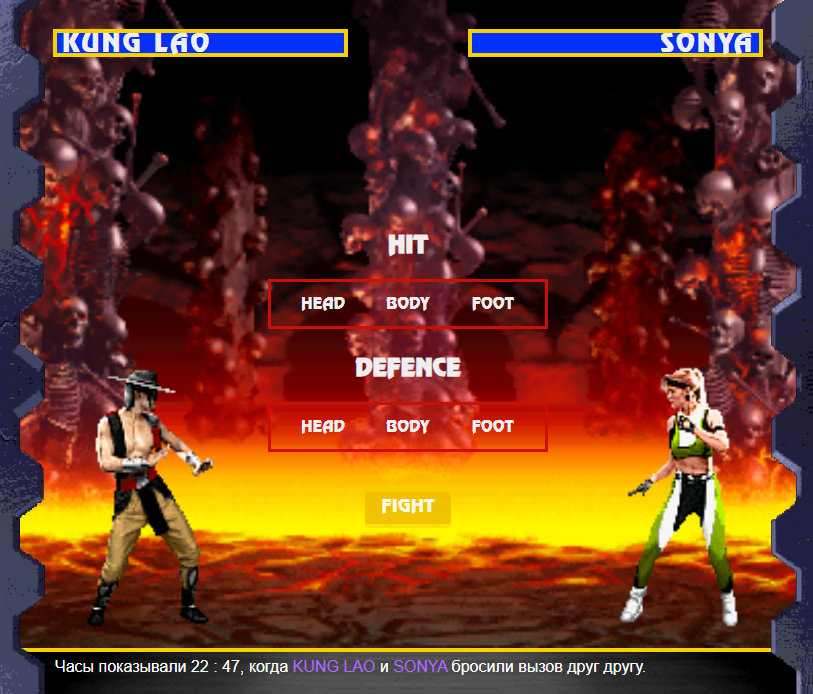 KUNG LAO
SONYA
HIT
HEAD BODY FOOT
DEFENCE
HEAD BODY FOOT
FIGHT
Часы показывали 22 : 47, когда KUNG LAO и SONYA бросили вызов друг другу.